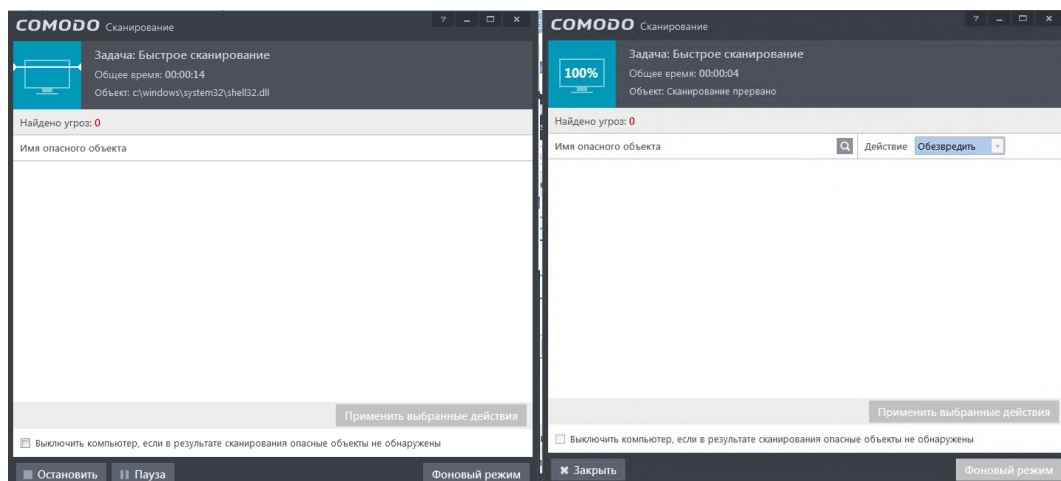 COMODO Сканирование
Задача: Быстрое сканирование
Общее время: 00:00:14
Объект: c\windows\system32\shell32.dll
Найдено угроз: 0
Имя опасного объекта
Применить выбранные действия
Выключить компьютер, если в результате сканирования опасные объекты не обнаружены
Остановить Пауза Фоновый режим
COMODO Сканирование
100%
Задача: Быстрое сканирование
Общее время: 00:00:04
Объект: Сканирование прервано
Найдено угроз: 0
Имя опасного объекта Действие Обезвредить
Применить выбранные действия
Выключить компьютер, если в результате сканирования опасные объекты не обнаружены
Закрыть Фоновый режим